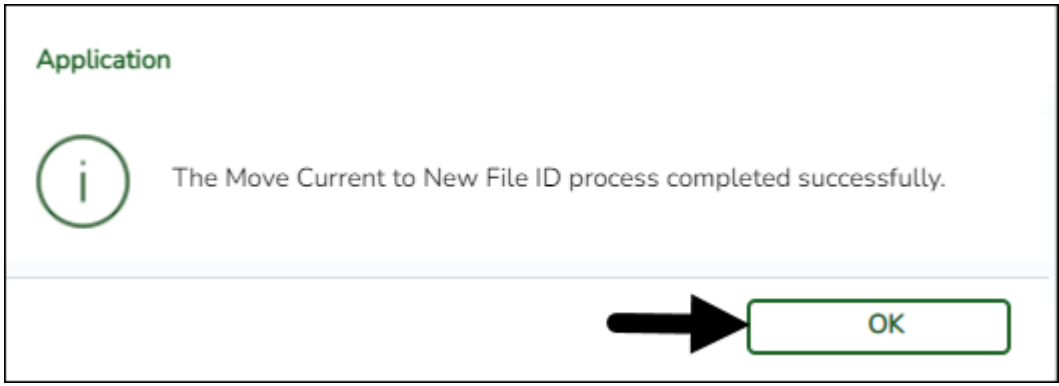 Application
i
The Move Current to New File ID process completed successfully.
OK